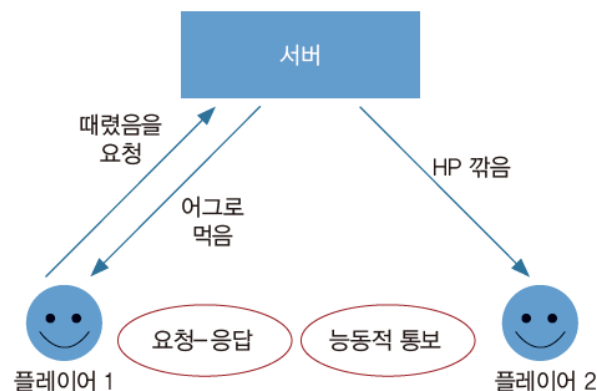 서버
때렸음을
요청
어그로
먹음
HP 깎음
요청-응답
능동적 통보
플레이어 1
플레이어 2